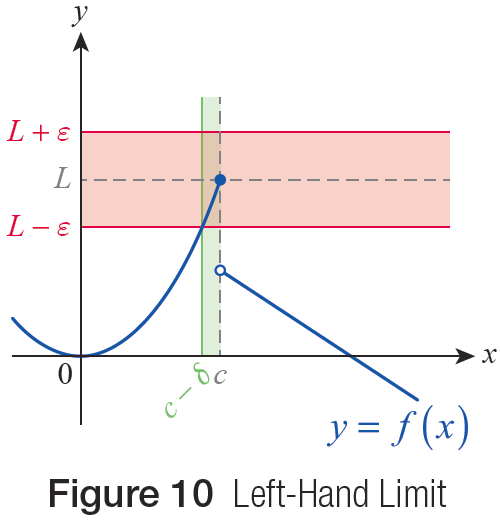 y
L + ε
L
L − ε
x
0
c − δ
c
y = f(x)
Figure 10 Left-Hand Limit